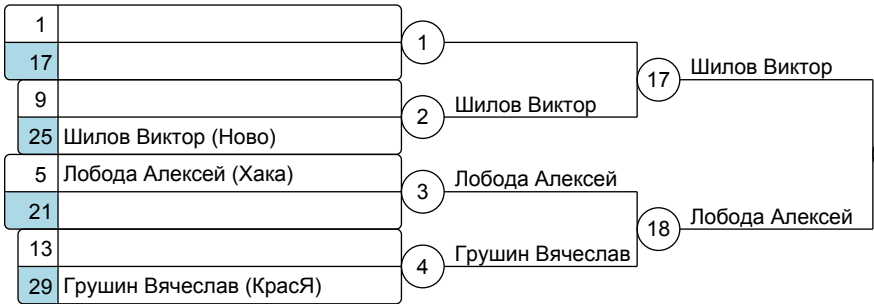 1
17
1
9
25 Шилов Виктор (Ново)
2
Шилов Виктор
17
Шилов Виктор
5 Лобода Алексей (Хака)
21
3
Лобода Алексей
13
29 Грушин Вячеслав (КрасЯ)
4
Грушин Вячеслав
18
Лобода Алексей